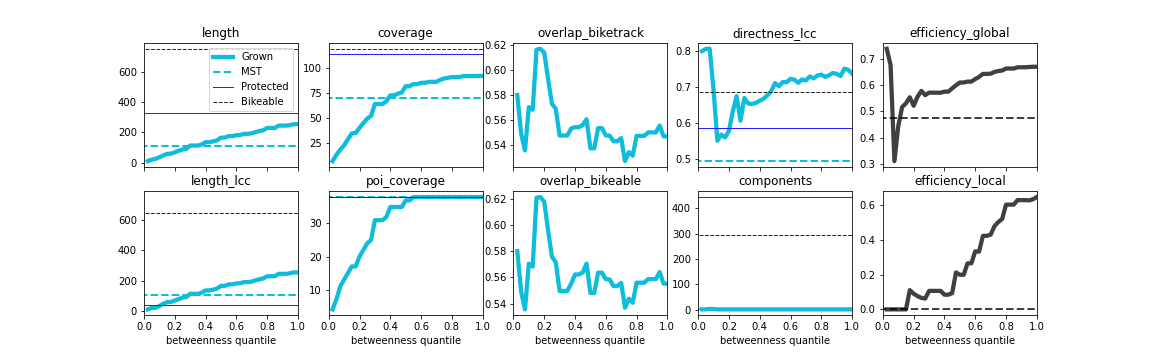 length
coverage
overlap_biketrack
directness_lcc
efficiency_global
600
400
200
0
Grown
MST
Protected
Bikeable
100
75
50
25
0.62
0.60
0.58
0.56
0.54
0.8
0.7
0.6
0.5
0.7
0.6
0.5
0.4
0.3
length_lcc
poi_coverage
overlap_bikeable
components
efficiency_local
600
400
200
0
30
20
10
0.62
0.60
0.58
0.56
0.54
400
300
200
100
0
0.6
0.4
0.2
0.0
0.0 0.2 0.4 0.6 0.8 1.0
0.0 0.2 0.4 0.6 0.8 1.0
0.0 0.2 0.4 0.6 0.8 1.0
0.0 0.2 0.4 0.6 0.8 1.0
0.0 0.2 0.4 0.6 0.8 1.0
betweenness quantile
betweenness quantile
betweenness quantile
betweenness quantile
betweenness quantile